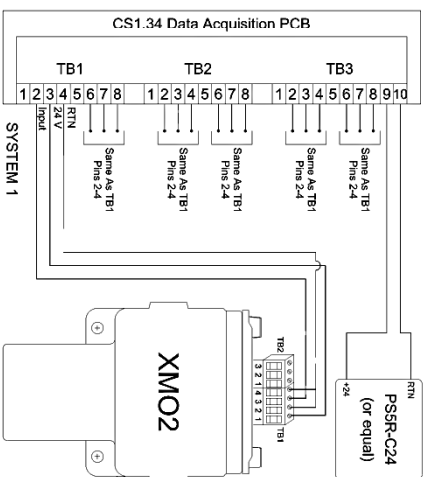 CS1.34 Data Acquisition PCB
TB1 TB2 TB3
1 2 3 4 5 6 7 8 1 2 3 4 5 6 7 8 1 2 3 4 5 6 7 8 9 10
Input
24 V
RTN
Same As TB1
Pins 2-4
Same As TB1
Pins 2-4
Same As TB1
Pins 2-4
Same As TB1
Pins 2-4
Same As TB1
Pins 2-4
SYSTEM 1
XMO2
TB2
3 2 1 4 3 2 1
TB1
RTN
+24
PS5R-C24
(or equal)